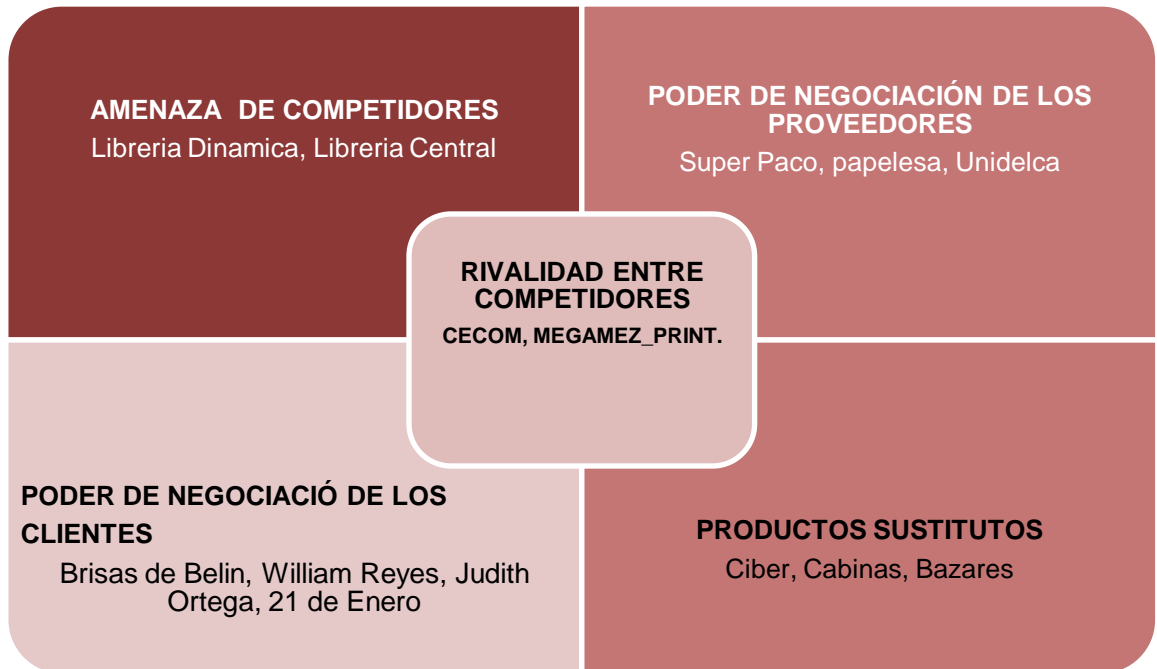 AMENAZA DE COMPETIDORES
Libreria Dinamica, Libreria Central
PODER DE NEGOCIACIÓN DE LOS
PROVEEDORES
Super Paco, papelesa, Unidelca
RIVALIDAD ENTRE
COMPETIDORES
CECOM, MEGAMEZ_PRINT.
PODER DE NEGOCIACIÓ DE LOS
CLIENTES
Brisas de Belin, William Reyes, Judith
Ortega, 21 de Enero
PRODUCTOS SUSTITUTOS
Ciber, Cabinas, Bazares